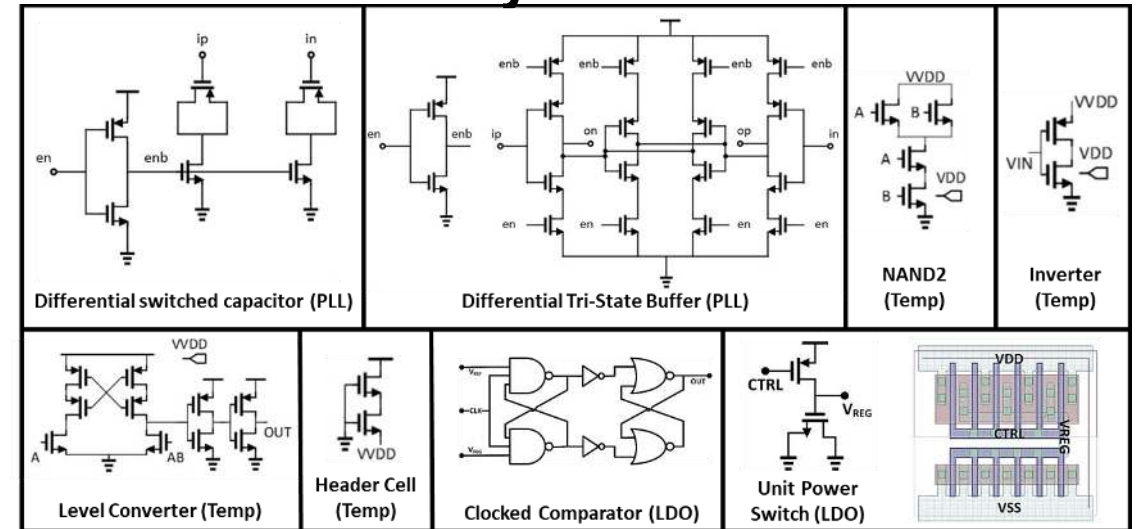 ip
in
en
enb
Differential switched capacitor (PLL)
enb
enb
enb
enb
en
enb
ip
on
op
in
en
en
en
en
Differential Tri-State Buffer (PLL)
VVDD
A
B
A
B
VDD
NAND2
(Temp)
VVDD
VIN
VDD
Inverter
(Temp)
VVDD
A
AB
OUT
Level Converter (Temp)
VVDD
Header Cell
(Temp)
CLK
OUT
Clocked Comparator (LDO)
CTRL
VREG
Unit Power
Switch (LDO)
VDD
CTRL
VREG
VSS